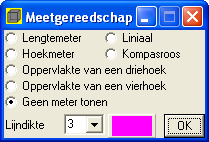 Meetgereedschap
Lengtemeter Liniaal
Hoekmeter Kompasroos
Oppervlakte van een driehoek
Oppervlakte van een vierhoek
Geen meter tonen
Lijndikte 3 OK